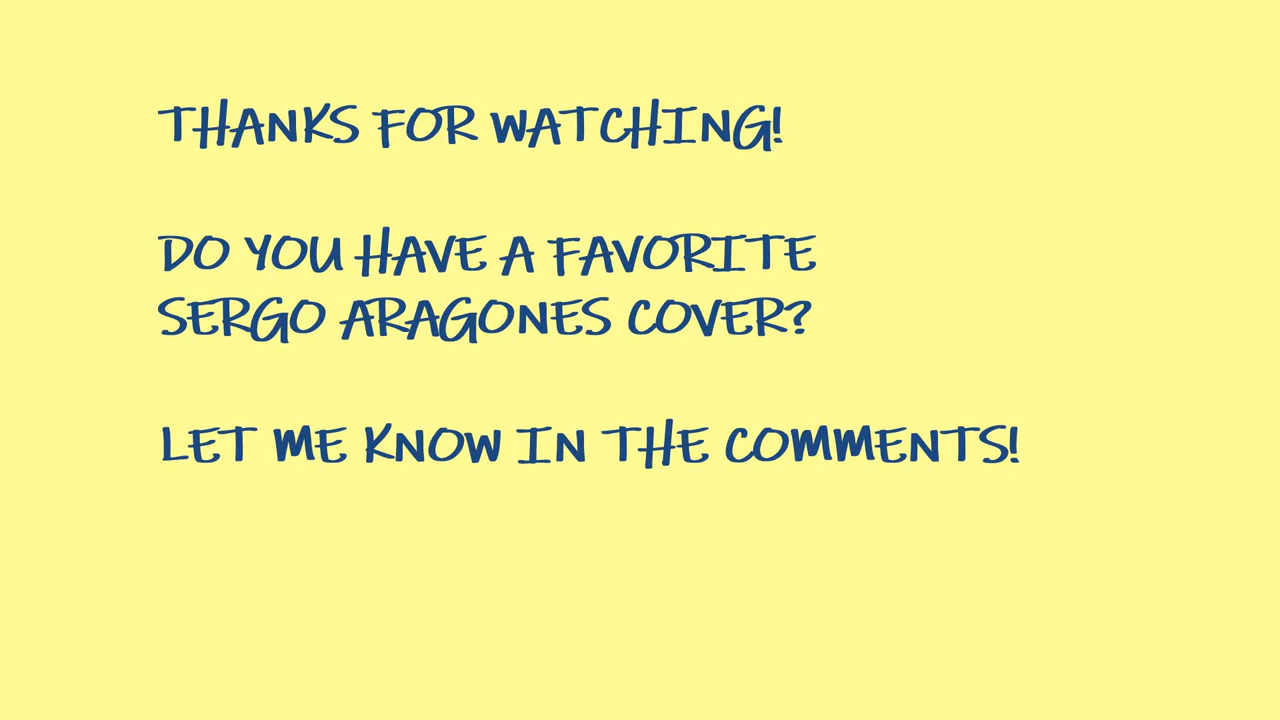 THANKS FOR WATCHING!
DO YOU HAVE A FAVORITE
SERGO ARAGONES COVER?
LET ME KNOW IN THE COMMENTS!